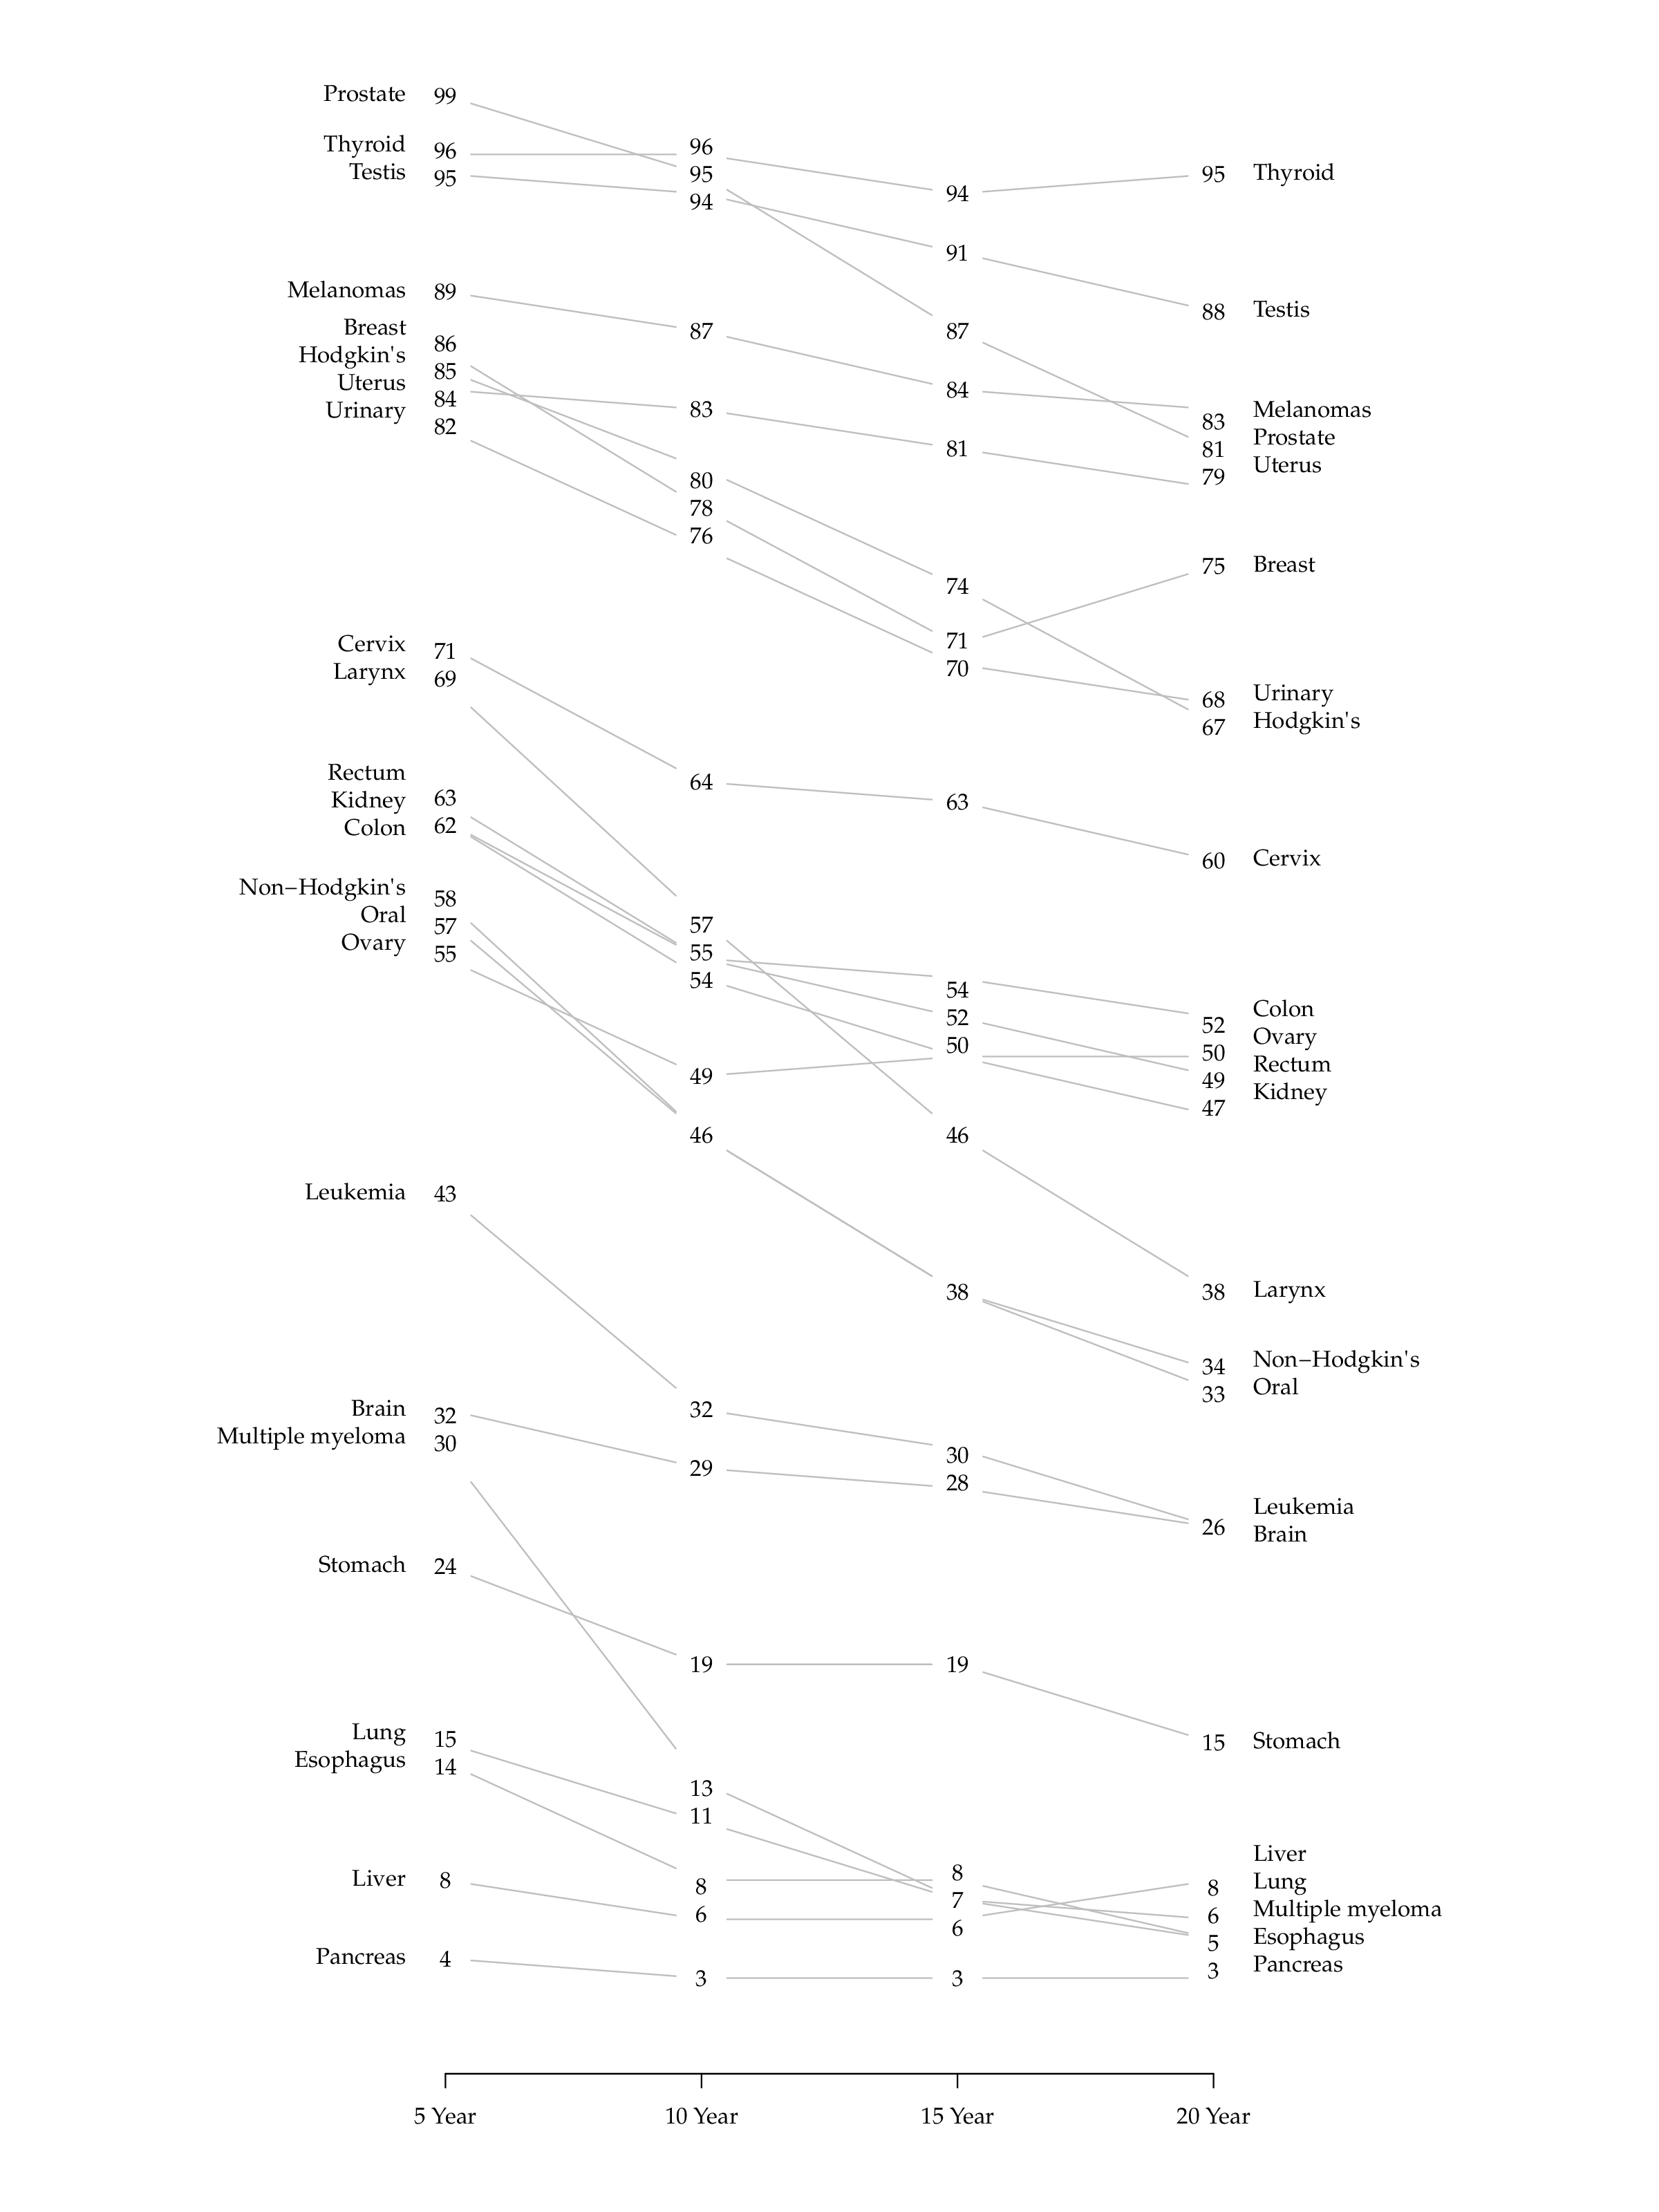 Prostate 99
96
Thyroid 96
95
95 Thyroid
Testis 95
94
94
91
88 Testis
Melanomas 89
87
87
Breast 86
Hodgkin's 85
84
83 Melanomas
Uterus 84
83
81 Prostate
Urinary 82
81
79 Uterus
80
78
76
75 Breast
74
71
70
Cervix 71
Larynx 69
68 Urinary
67 Hodgkin's
64
63
Rectum 63
Kidney 62
Colon
60 Cervix
Non−Hodgkin's 58
Oral 57
57
Ovary 55
55
54
54
52
52 Colon
50
50 Ovary
49
49 Rectum
47 Kidney
46
46
Leukemia 43
38
38 Larynx
34 Non−Hodgkin's
33 Oral
Brain 32
32
Multiple myeloma 30
30
29
28
26 Leukemia
Brain
Stomach 24
19
19
Lung 15
15 Stomach
Esophagus 14
13
11
Liver 8
8
8
8 Liver
6
7
6 Lung
6
5 Multiple myeloma
Esophagus
Pancreas 4
3
3
3 Pancreas
5 Year 10 Year 15 Year 20 Year